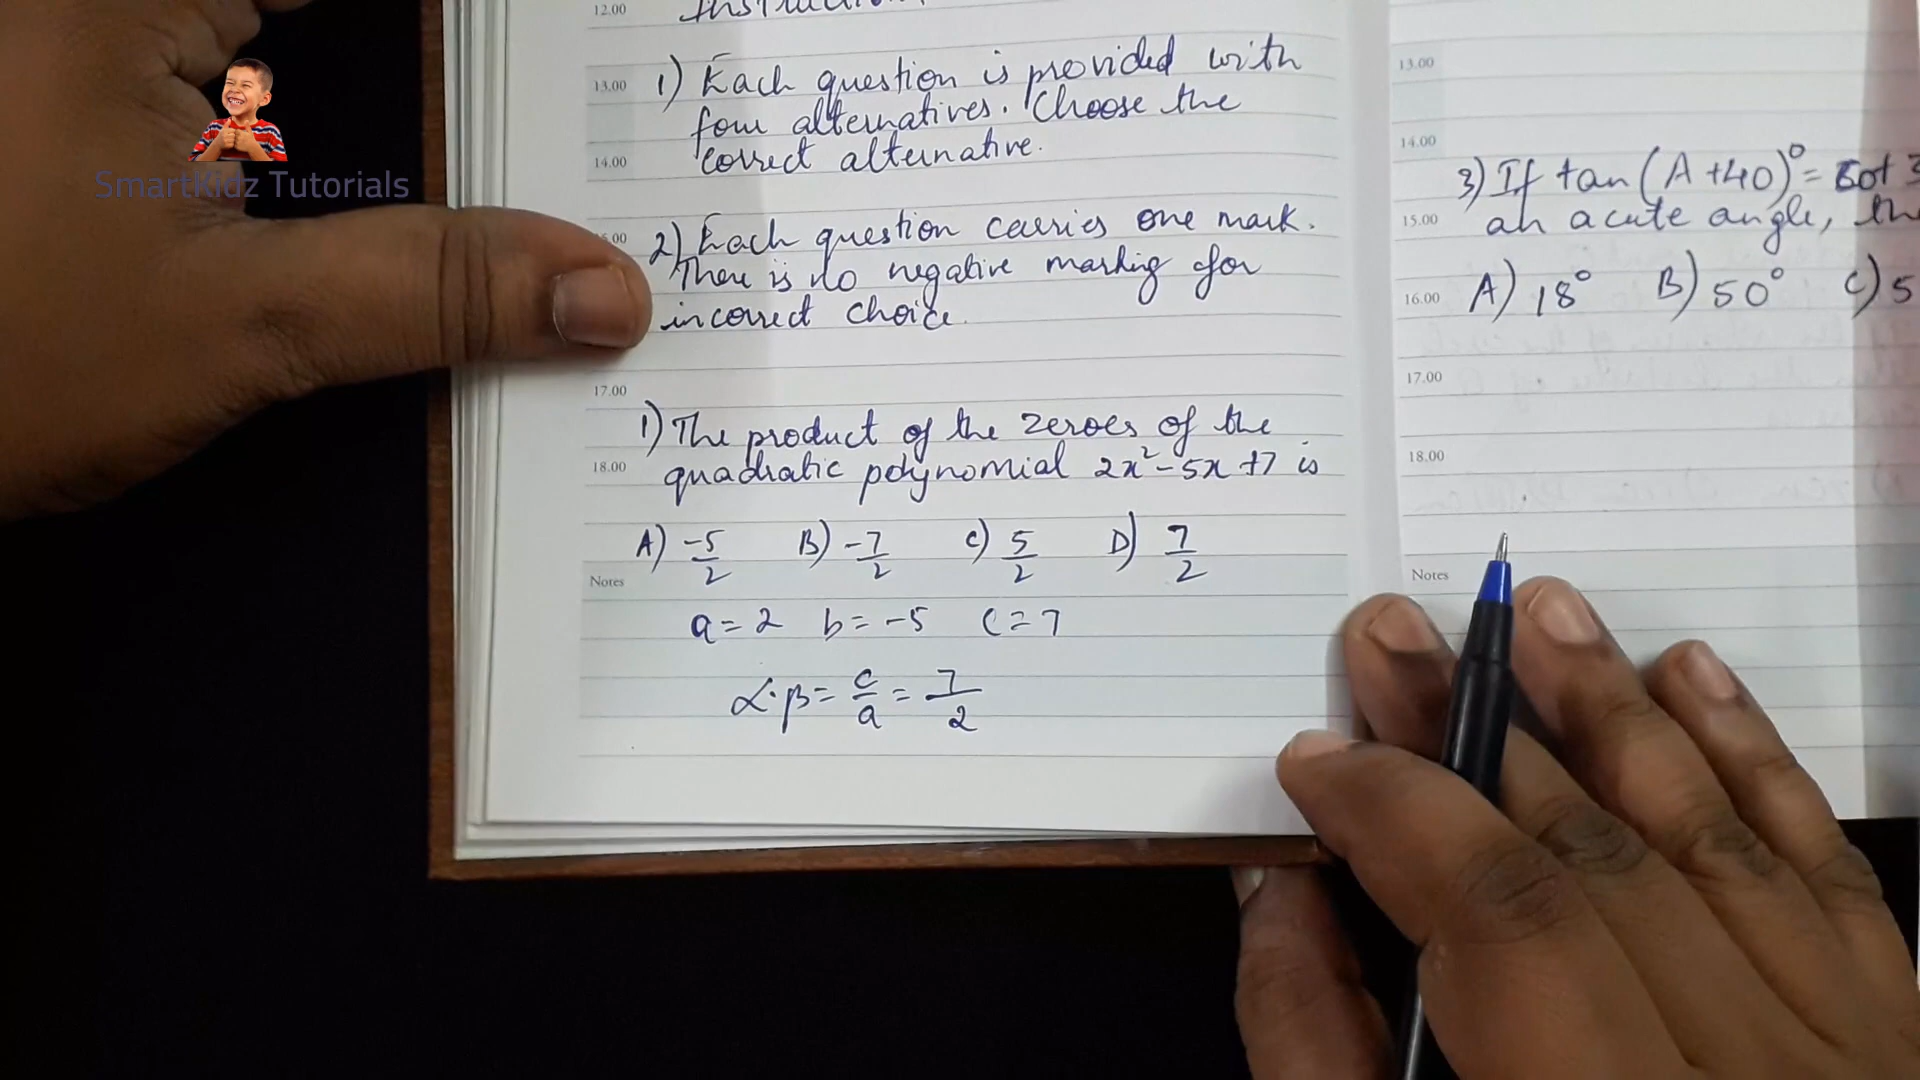 SmartKidz Tutorials
12.00
1) Each question is provided with
13.00
four alternatives. Choose the
correct alternative.
14.00
2) Each question carries one mark.
There is no negative marking for
incorrect choice.
17.00
1) The product of the zeroes of the
18.00
quadratic polynomial 2x²-5x+7 is
A) -5/2 B) -7/2 C) 5/2 D) 7/2
Notes
a=2 b=-5 c=7
α·β = c/a = 7/2
13.00
14.00
3) If tan(A+40)° = cot 3
15.00
an acute angle,
16.00
A) 18° B) 50° C) 5
17.00
18.00
Notes